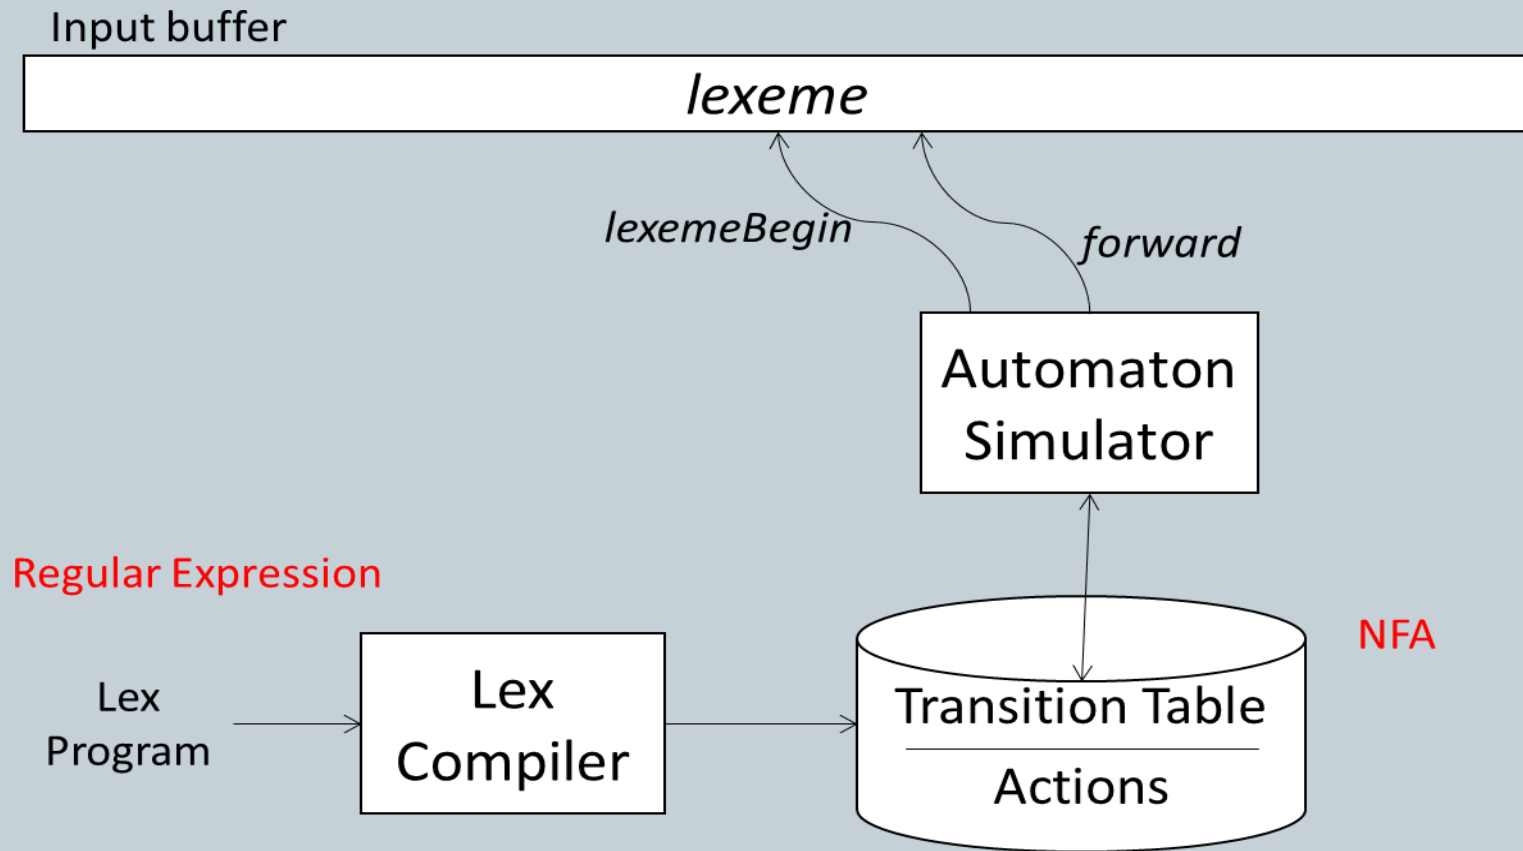 Input buffer
lexeme
lexemeBegin
forward
Automaton
Simulator
Regular Expression
NFA
Lex
Program
Lex
Compiler
Transition Table
Actions